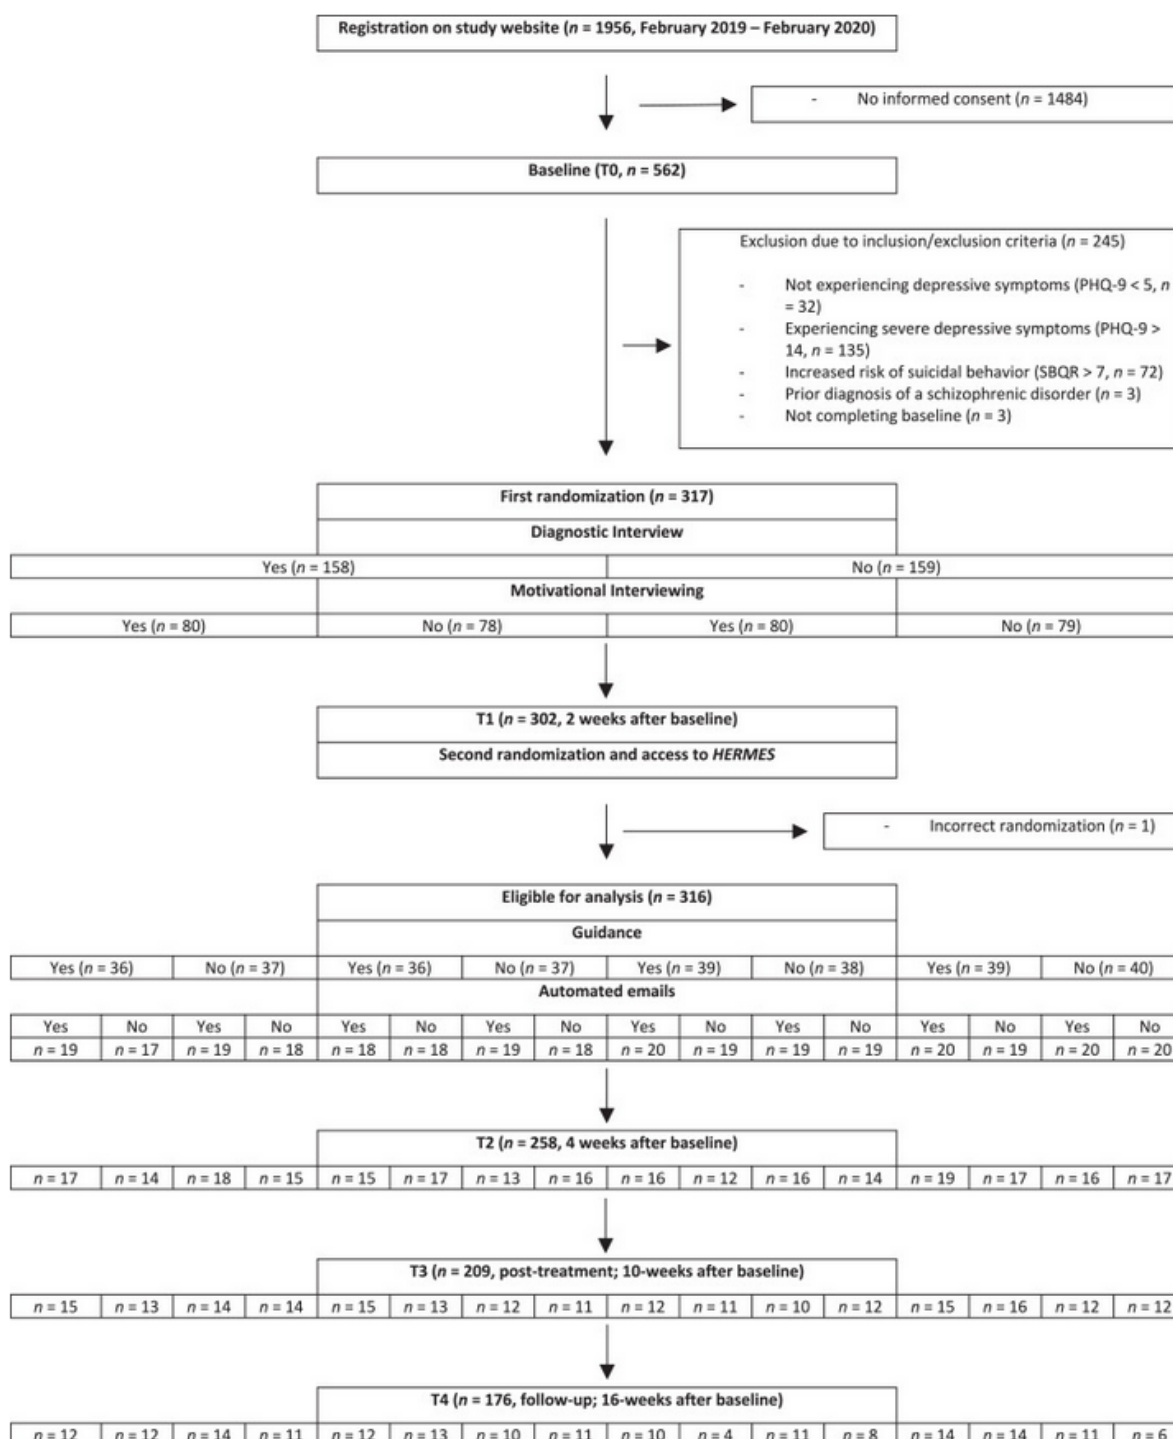 Registration on study website (n = 1956, February 2019 – February 2020)
- No informed consent (n = 1484)
Baseline (T0, n = 562)
Exclusion due to inclusion/exclusion criteria (n = 245)
- Not experiencing depressive symptoms (PHQ-9 < 5, n
= 32)
- Experiencing severe depressive symptoms (PHQ-9 >
14, n = 135)
- Increased risk of suicidal behavior (SBQR > 7, n = 72)
- Prior diagnosis of a schizophrenic disorder (n = 3)
- Not completing baseline (n = 3)
First randomization (n = 317)
Diagnostic Interview
Yes (n = 158) No (n = 159)
Motivational Interviewing
Yes (n = 80) No (n = 78) Yes (n = 80) No (n = 79)
T1 (n = 302, 2 weeks after baseline)
Second randomization and access to HERMES
- Incorrect randomization (n = 1)
Eligible for analysis (n = 316)
Guidance
Yes (n = 36) No (n = 37) Yes (n = 36) No (n = 37) Yes (n = 39) No (n = 38) Yes (n = 39) No (n = 40)
Automated emails
Yes No Yes No Yes No Yes No Yes No Yes No Yes No Yes No
n = 19 n = 17 n = 19 n = 18 n = 18 n = 18 n = 19 n = 18 n = 20 n = 19 n = 19 n = 19 n = 20 n = 19 n = 20 n = 20
T2 (n = 258, 4 weeks after baseline)
n = 17 n = 14 n = 18 n = 15 n = 15 n = 17 n = 13 n = 16 n = 16 n = 12 n = 16 n = 14 n = 19 n = 17 n = 16 n = 17
T3 (n = 209, post-treatment; 10-weeks after baseline)
n = 15 n = 13 n = 14 n = 14 n = 15 n = 13 n = 12 n = 11 n = 12 n = 11 n = 10 n = 12 n = 15 n = 16 n = 12 n = 12
T4 (n = 176, follow-up; 16-weeks after baseline)
n = 12 n = 12 n = 14 n = 11 n = 12 n = 13 n = 10 n = 11 n = 10 n = 4 n = 11 n = 8 n = 14 n = 14 n = 11 n = 6